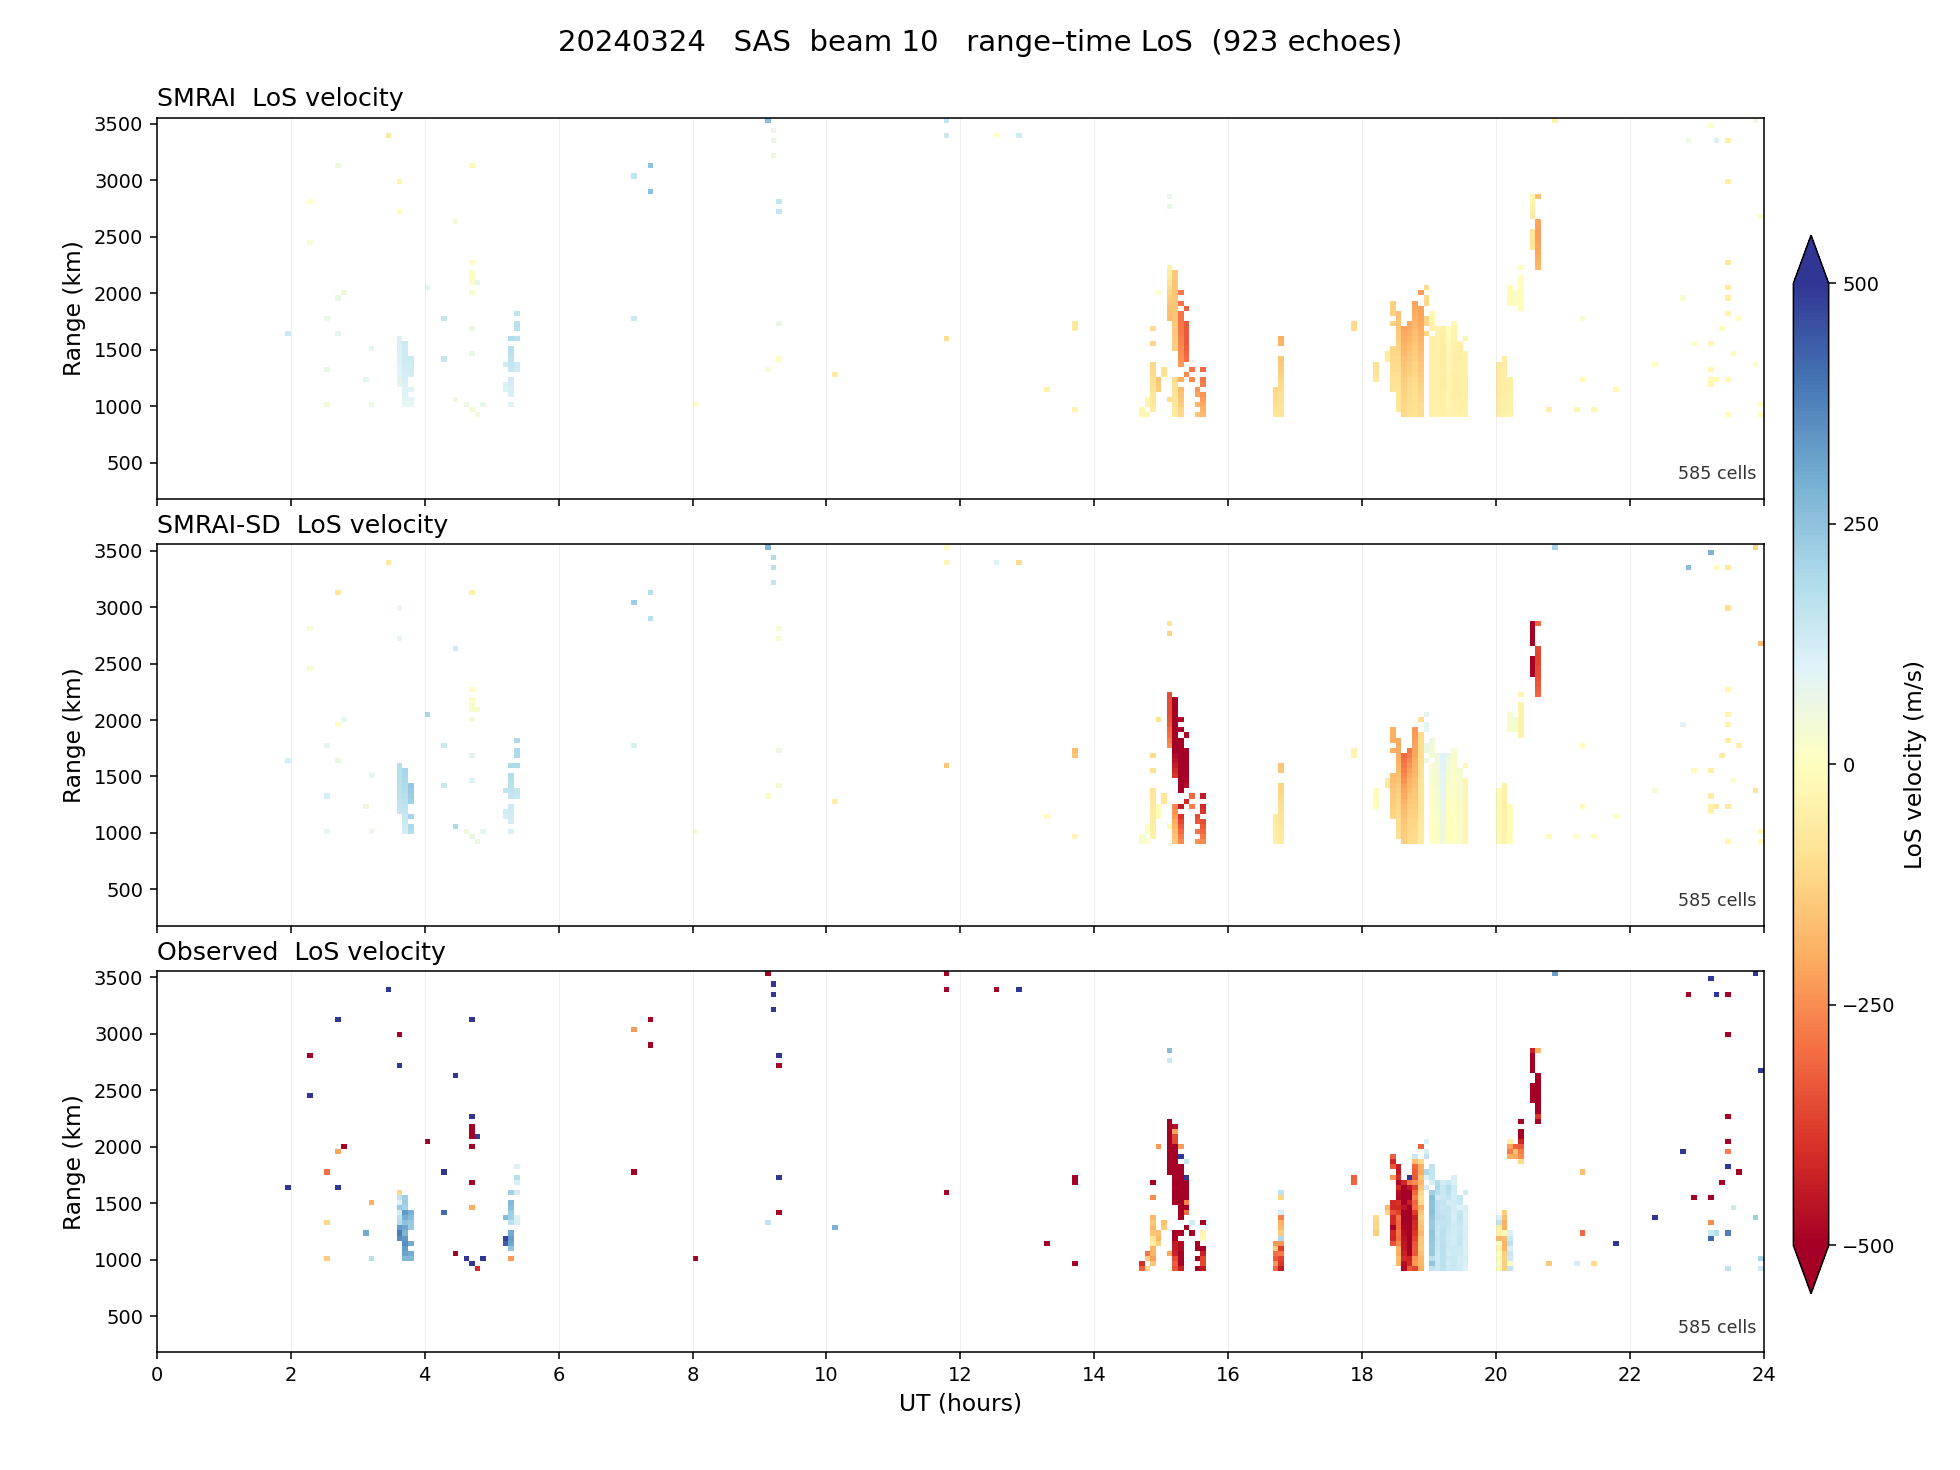 20240324   SAS  beam 10   range–time LoS  (923 echoes)
SMRAI  LoS velocity
3500
3000
2500
2000
1500
1000
500
Range (km)
585 cells
SMRAI-SD  LoS velocity
3500
3000
2500
2000
1500
1000
500
Range (km)
585 cells
Observed  LoS velocity
3500
3000
2500
2000
1500
1000
500
Range (km)
585 cells
0 2 4 6 8 10 12 14 16 18 20 22 24
UT (hours)
500
250
0
−250
−500
LoS velocity (m/s)